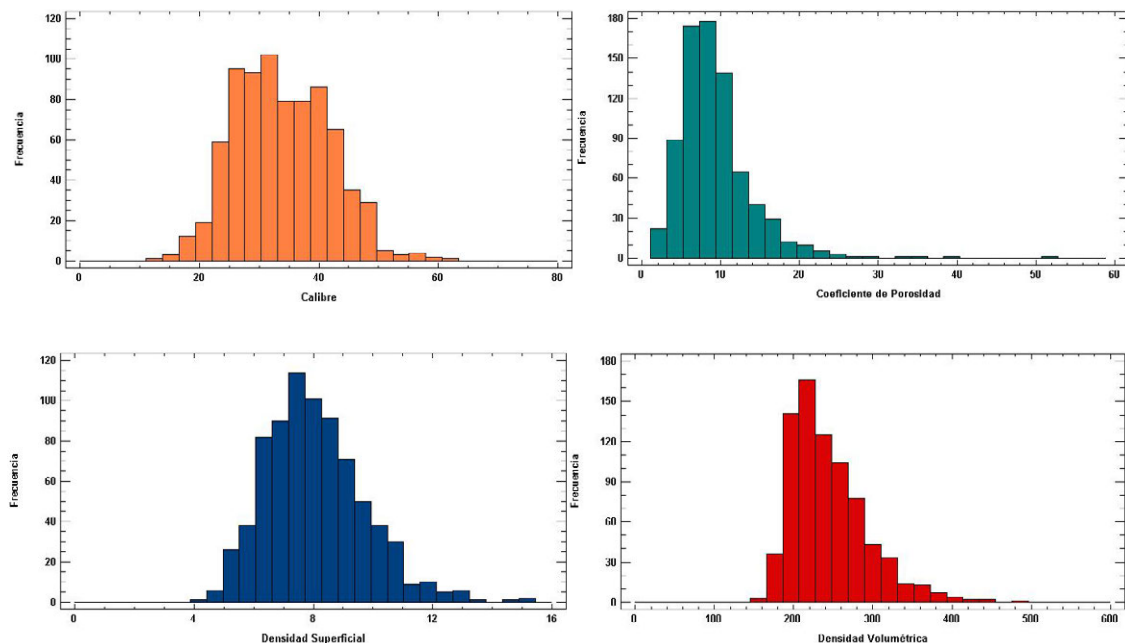 120
100
80
60
40
20
0
Frecuencia
0 20 40 60 80
Calibre
180
150
120
90
60
30
0
Frecuencia
0 10 20 30 40 50 60
Coeficiente de Porosidad
120
100
80
60
40
20
0
Frecuencia
0 4 8 12 16
Densidad Superficial
180
150
120
90
60
30
0
Frecuencia
0 100 200 300 400 500 600
Densidad Volumétrica